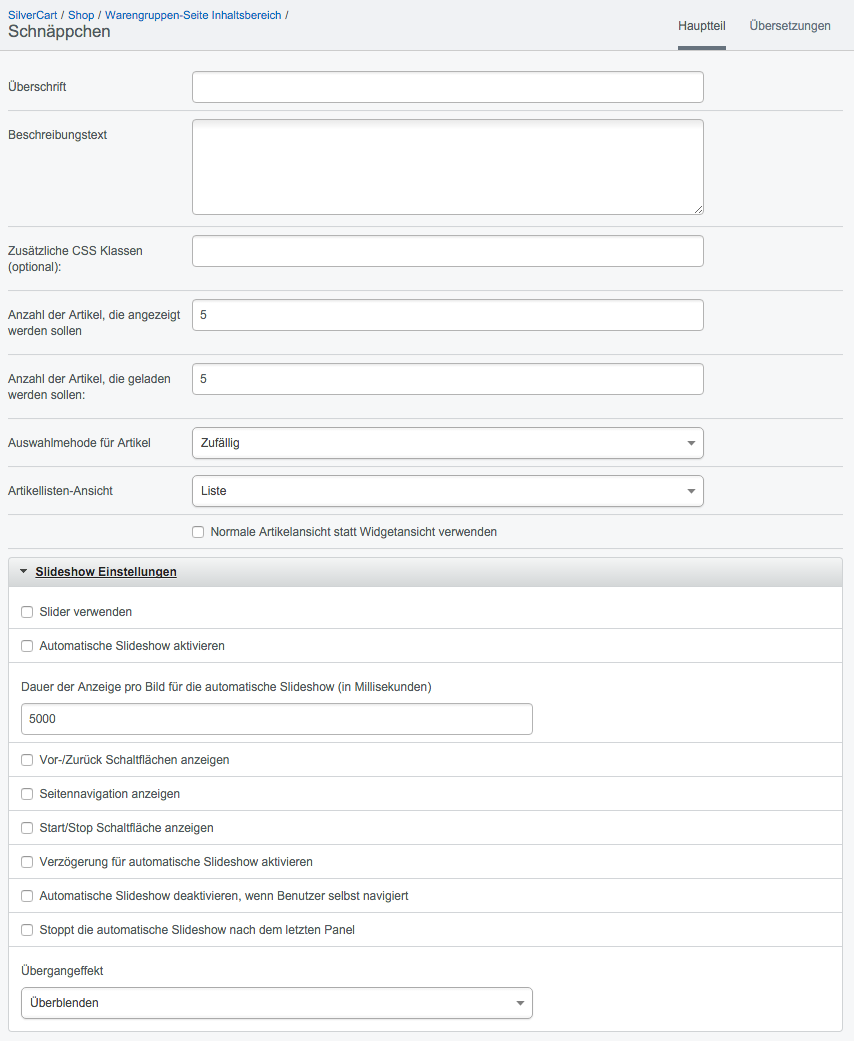 SilverCart / Shop / Warengruppen-Seite Inhaltsbereich /
Schnäppchen
Hauptteil
Übersetzungen
Überschrift
Beschreibungstext
Zusätzliche CSS Klassen
(optional):
Anzahl der Artikel, die angezeigt
werden sollen
5
Anzahl der Artikel, die geladen
werden sollen:
5
Auswahlmehode für Artikel
Zufällig
Artikellisten-Ansicht
Liste
Normale Artikelansicht statt Widgetansicht verwenden
Slideshow Einstellungen
Slider verwenden
Automatische Slideshow aktivieren
Dauer der Anzeige pro Bild für die automatische Slideshow (in Millisekunden)
5000
Vor-/Zurück Schaltflächen anzeigen
Seitennavigation anzeigen
Start/Stop Schaltfläche anzeigen
Verzögerung für automatische Slideshow aktivieren
Automatische Slideshow deaktivieren, wenn Benutzer selbst navigiert
Stoppt die automatische Slideshow nach dem letzten Panel
Übergangeffekt
Überblenden